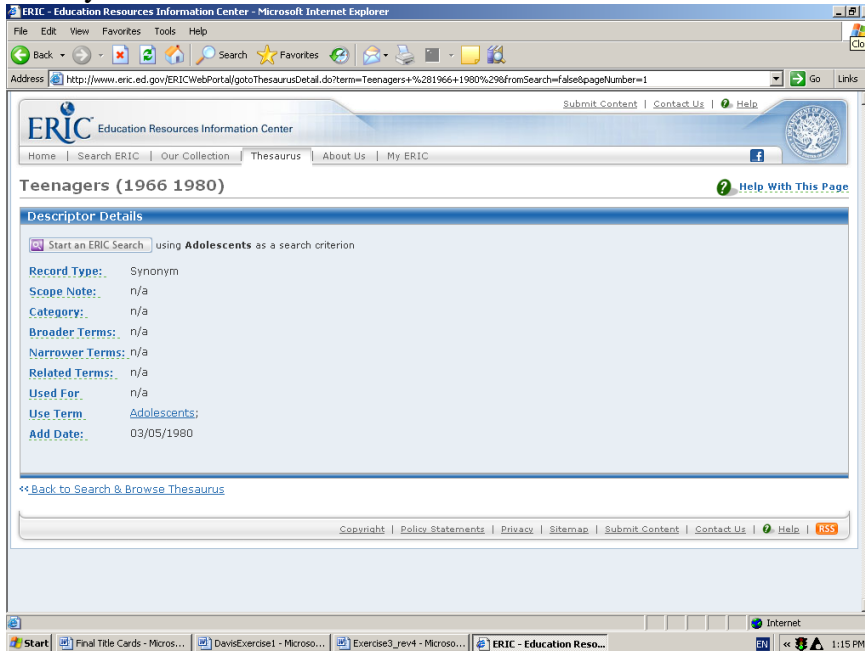 ERIC - Education Resources Information Center - Microsoft Internet Explorer
File Edit View Favorites Tools Help
Clo
Back Search Favorites
Address http://www.eric.ed.gov/ERICWebPortal/gotoThesaurusDetail.do?term=Teenagers+%281966+1980%29&fromSearch=false&pageNumber=1 Go Links
Submit Content | Contact Us | Help
ERIC Education Resources Information Center
Home | Search ERIC | Our Collection | Thesaurus | About Us | My ERIC
Teenagers (1966 1980)
Help With This Page
Descriptor Details
Start an ERIC Search using Adolescents as a search criterion
Record Type: Synonym
Scope Note: n/a
Category: n/a
Broader Terms: n/a
Narrower Terms: n/a
Related Terms: n/a
Used For n/a
Use Term Adolescents;
Add Date: 03/05/1980
<< Back to Search & Browse Thesaurus
Copyright | Policy Statements | Privacy | Sitemap | Submit Content | Contact Us | Help | RSS
Internet
Start Final Title Cards - Micros... DavisExercise1 - Microso... Exercise3_rev4 - Microso... ERIC - Education Reso... EN « 1:15 PM